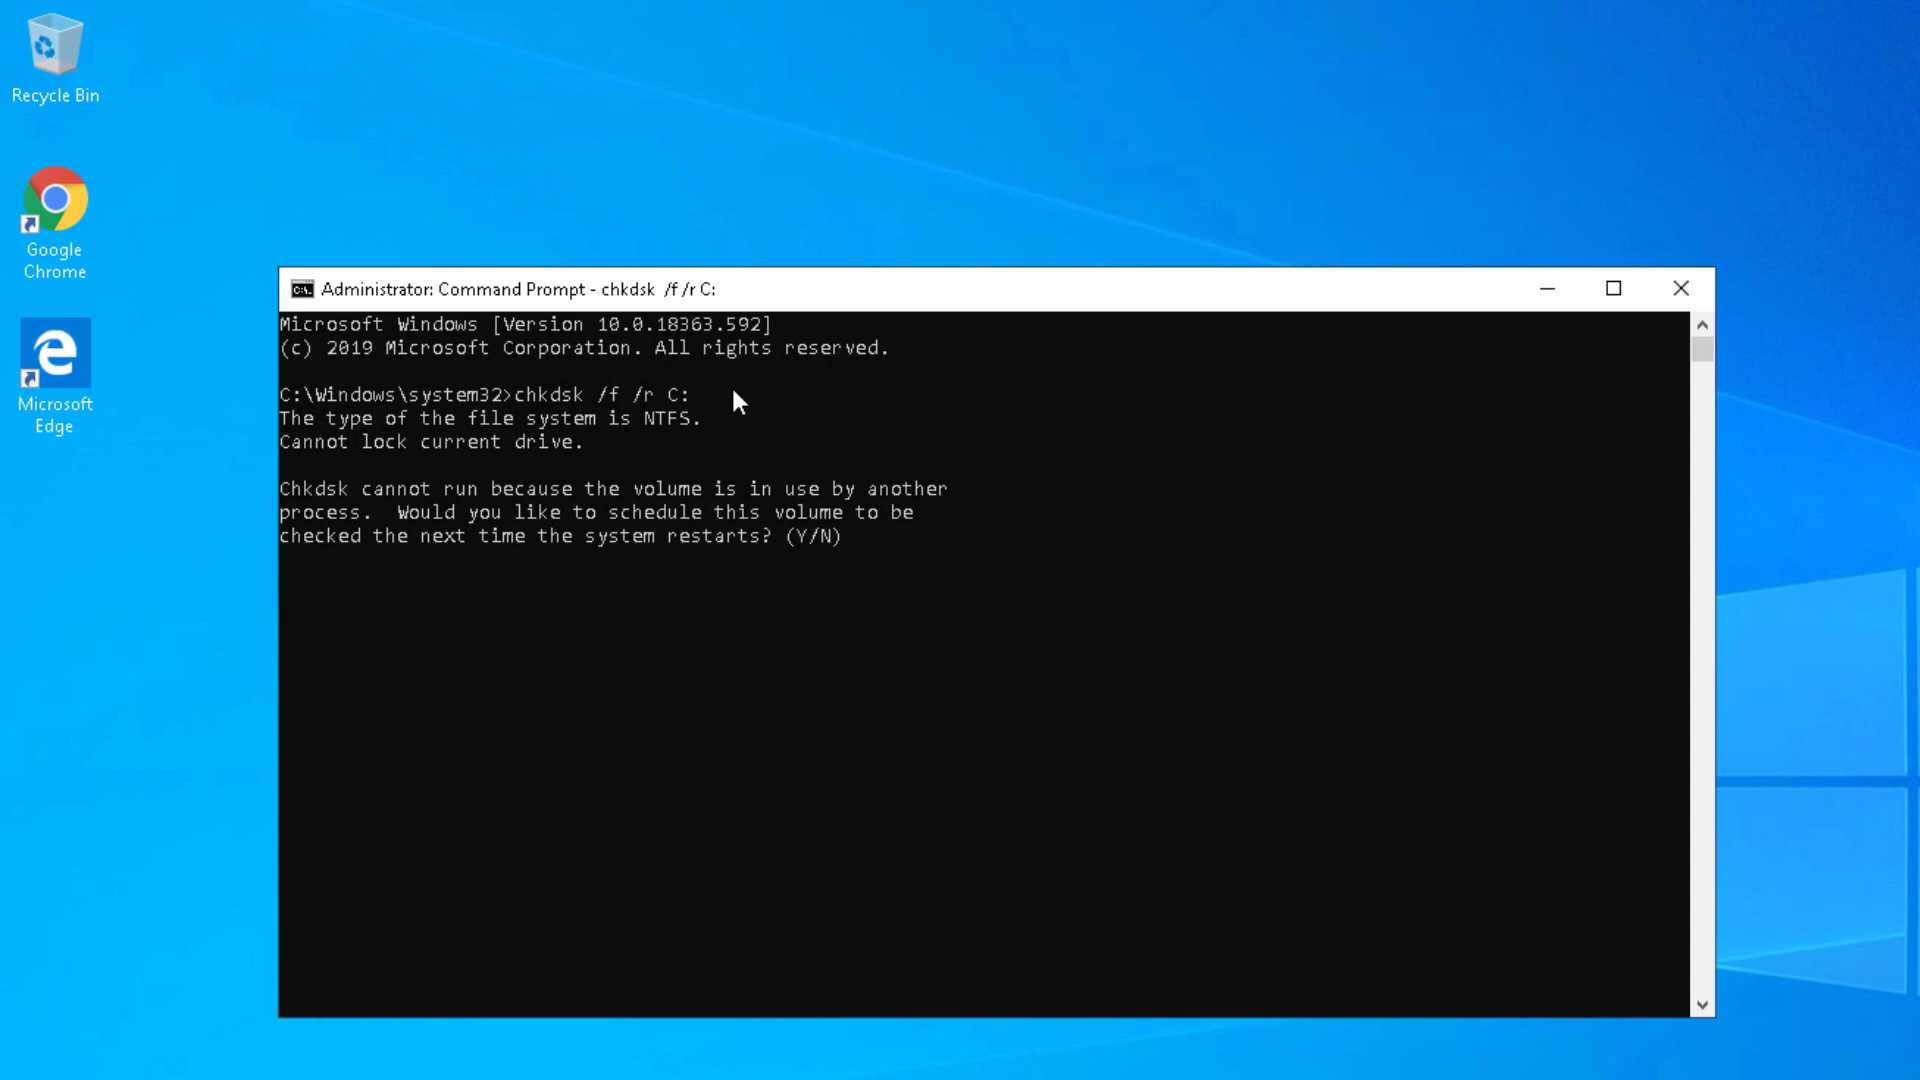 Recycle Bin
Google
Chrome
Microsoft
Edge
Administrator: Command Prompt - chkdsk  /f /r C:
Microsoft Windows [Version 10.0.18363.592]
(c) 2019 Microsoft Corporation. All rights reserved.
C:\Windows\system32>chkdsk /f /r C:
The type of the file system is NTFS.
Cannot lock current drive.
Chkdsk cannot run because the volume is in use by another
process.  Would you like to schedule this volume to be
checked the next time the system restarts? (Y/N)